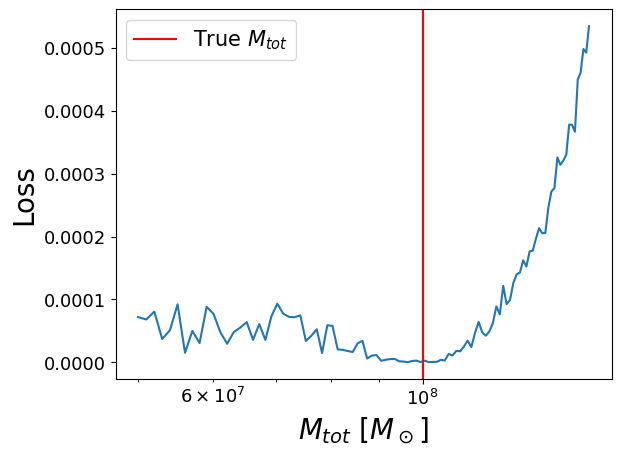 True $M_{tot}$
0.0005
0.0004
0.0003
0.0002
0.0001
0.0000
Loss
$6 \times 10^7$
$10^8$
$M_{tot}$ [$M_\odot$]